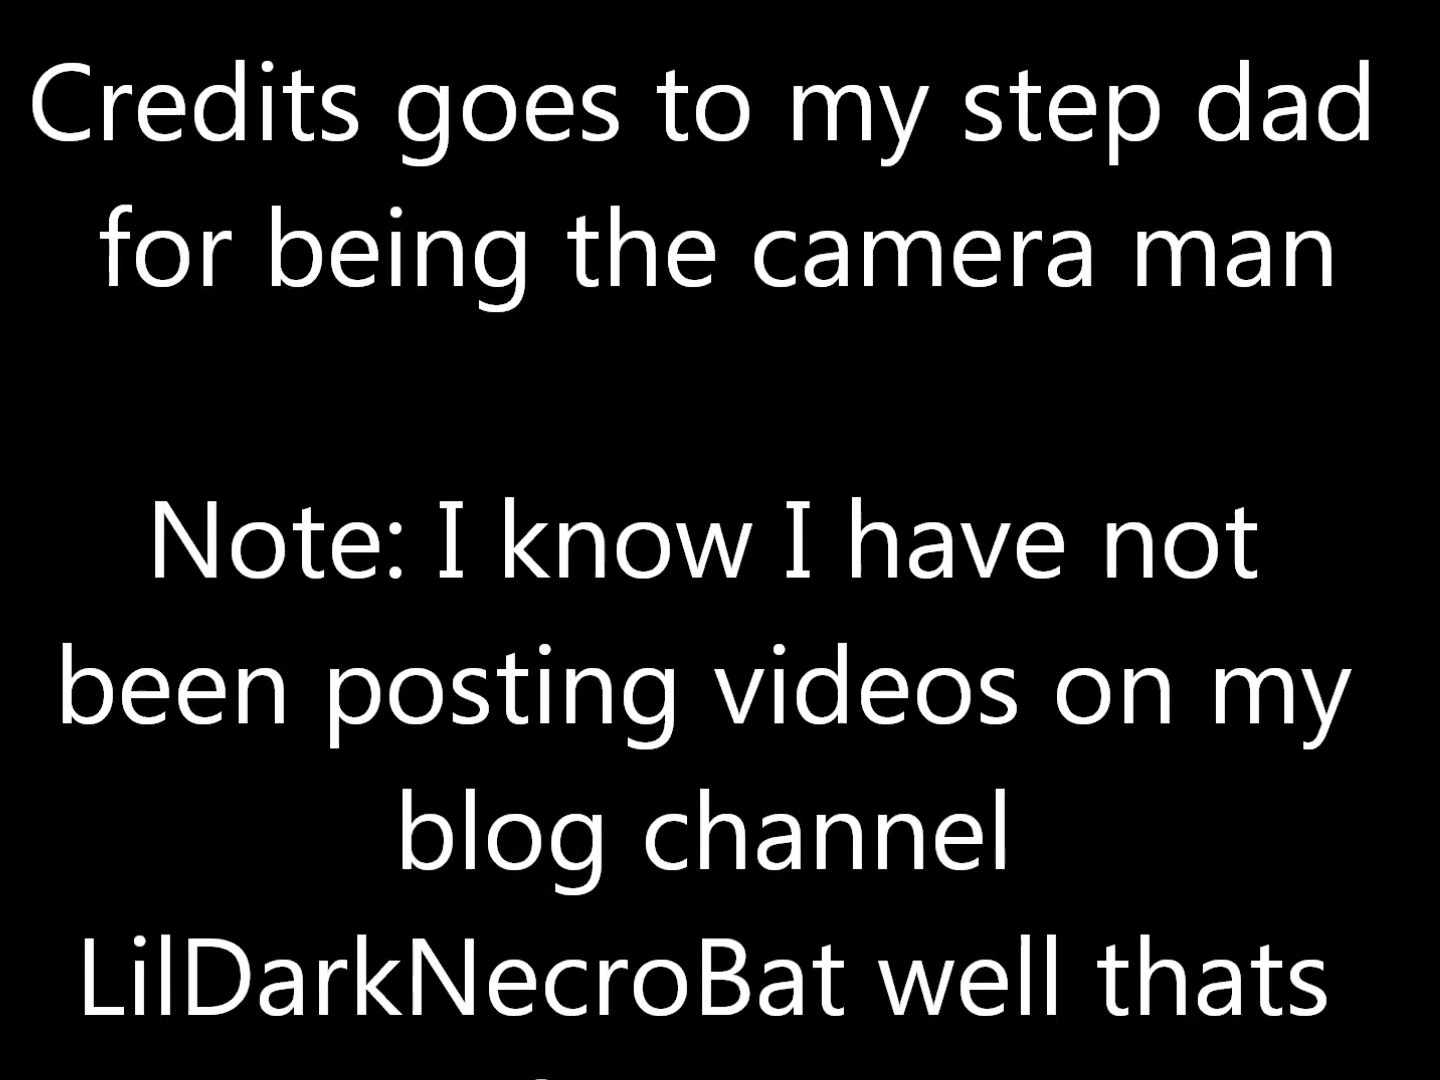 Credits goes to my step dad
for being the camera man
Note: I know I have not
been posting videos on my
blog channel
LilDarkNecroBat well thats